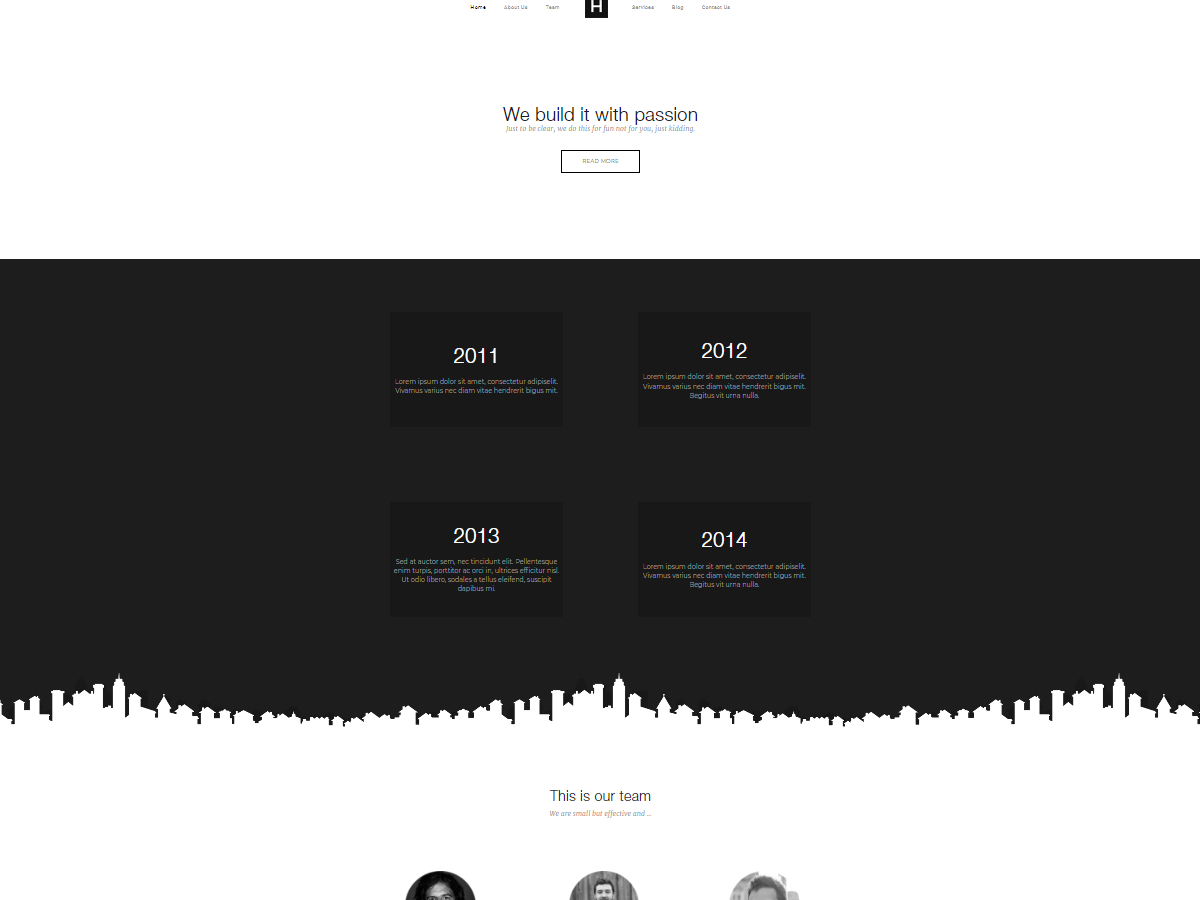 Home About Us Team H Services Blog Contact Us
We build it with passion
Just to be clear, we do this for fun not for you, just kidding.
READ MORE
2011
Lorem ipsum dolor sit amet, consectetur adipiselit.
Vivamus varius nec diam vitae hendrerit bigus mit.
2012
Lorem ipsum dolor sit amet, consectetur adipiselit.
Vivamus varius nec diam vitae hendrerit bigus mit.
Begitus vit urna nulla.
2013
Sed at auctor sem, nec tincidunt elit. Pellentesque
enim turpis, porttitor ac orci in, ultrices efficitur nisl.
Ut odio libero, sodales a tellus eleifend, suscipit
dapibus mi.
2014
Lorem ipsum dolor sit amet, consectetur adipiselit.
Vivamus varius nec diam vitae hendrerit bigus mit.
Begitus vit urna nulla.
This is our team
We are small but effective and ...